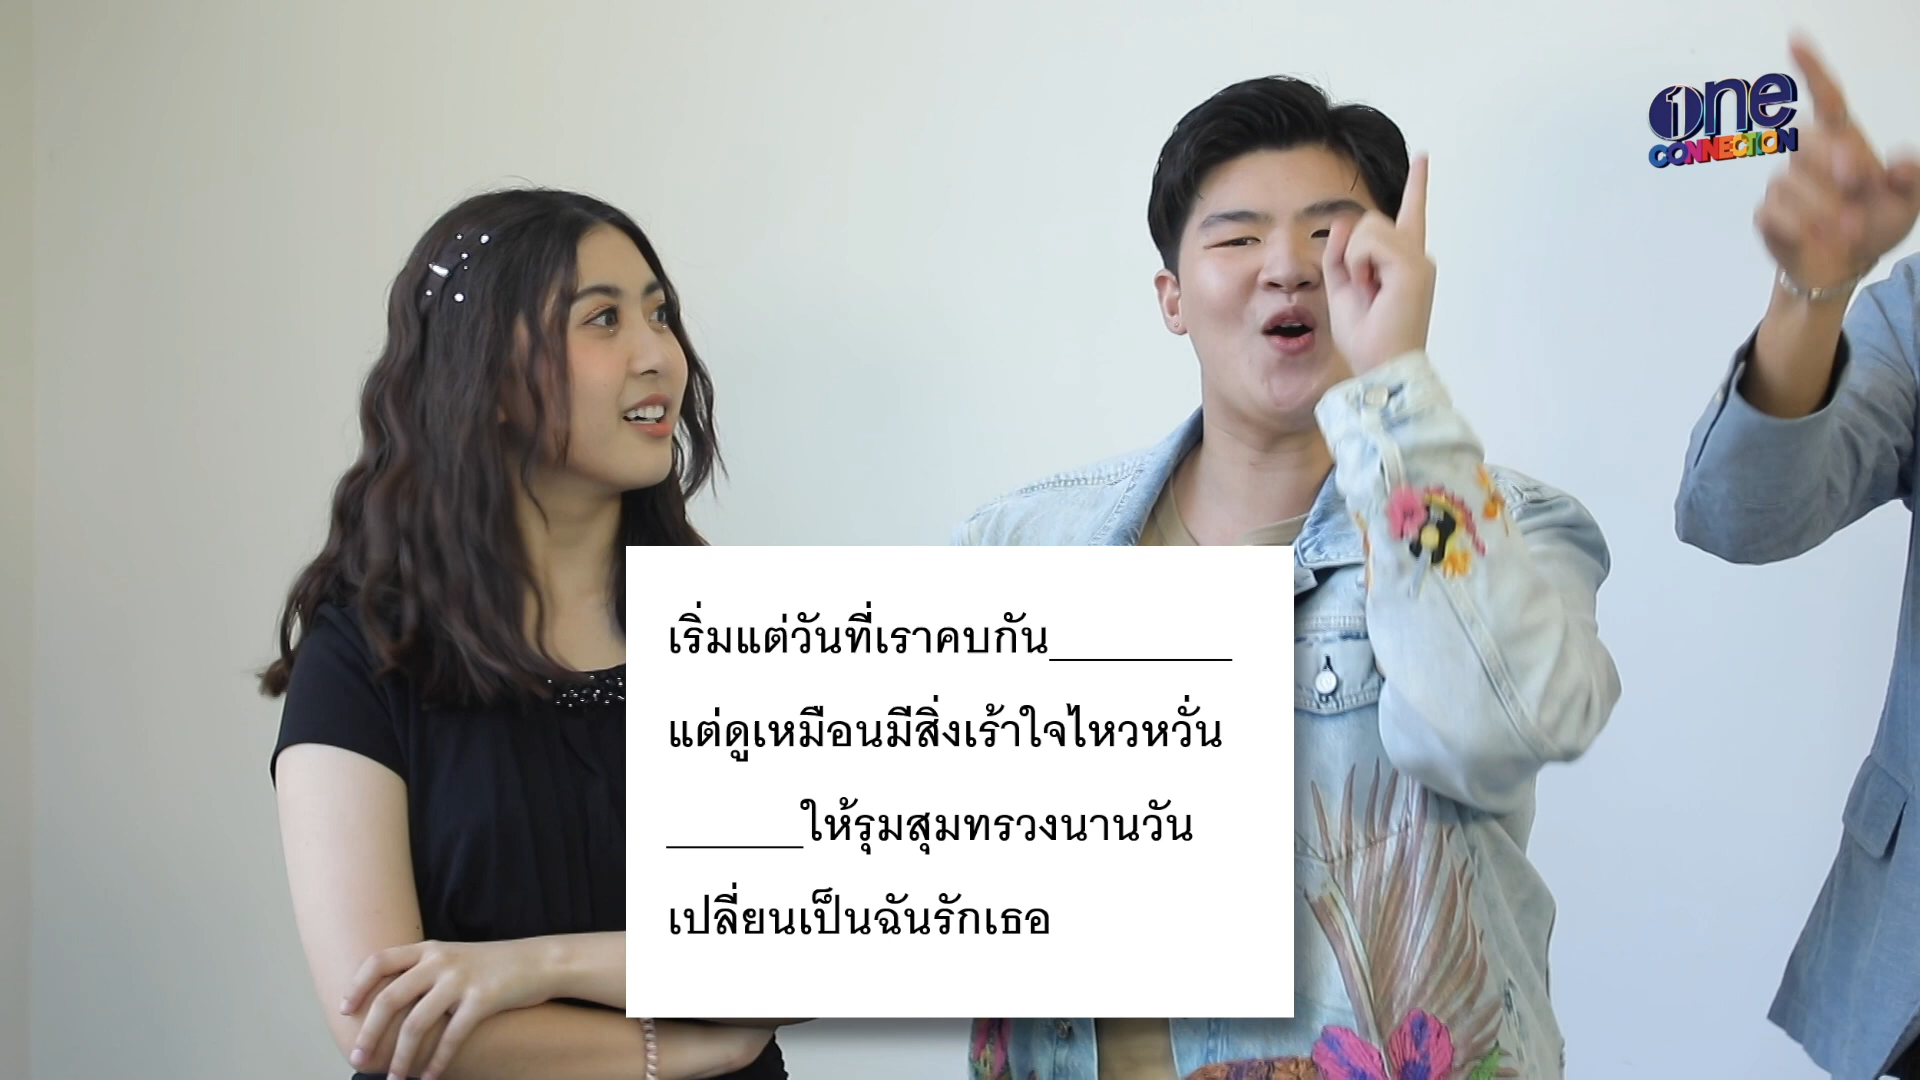 one
CONNECTION
เริ่มแต่วันที่เราคบกัน________
แต่ดูเหมือนมีสิ่งเร้าใจไหวหวั่น
______ให้รุมสุมทรวงนานวัน
เปลี่ยนเป็นฉันรักเธอ